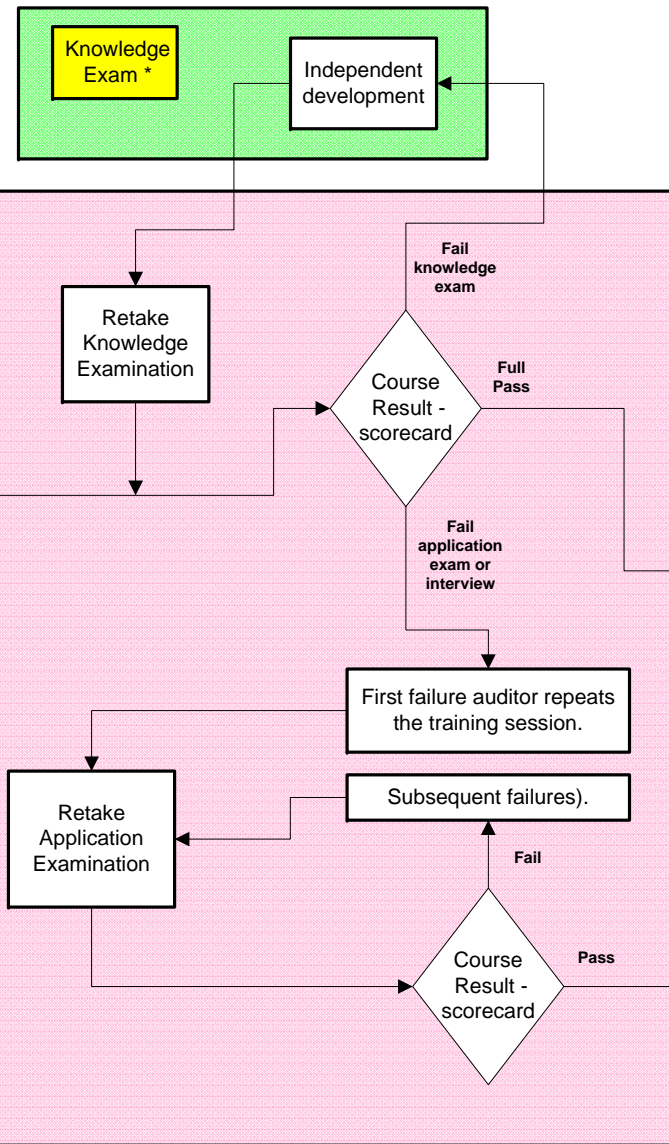 Knowledge
Exam *
Independent
development
Fail
knowledge
exam
Retake
Knowledge
Examination
Course
Result -
scorecard
Full
Pass
Fail
application
exam or
interview
First failure auditor repeats
the training session.
Retake
Application
Examination
Subsequent failures).
Fail
Course
Result -
scorecard
Pass